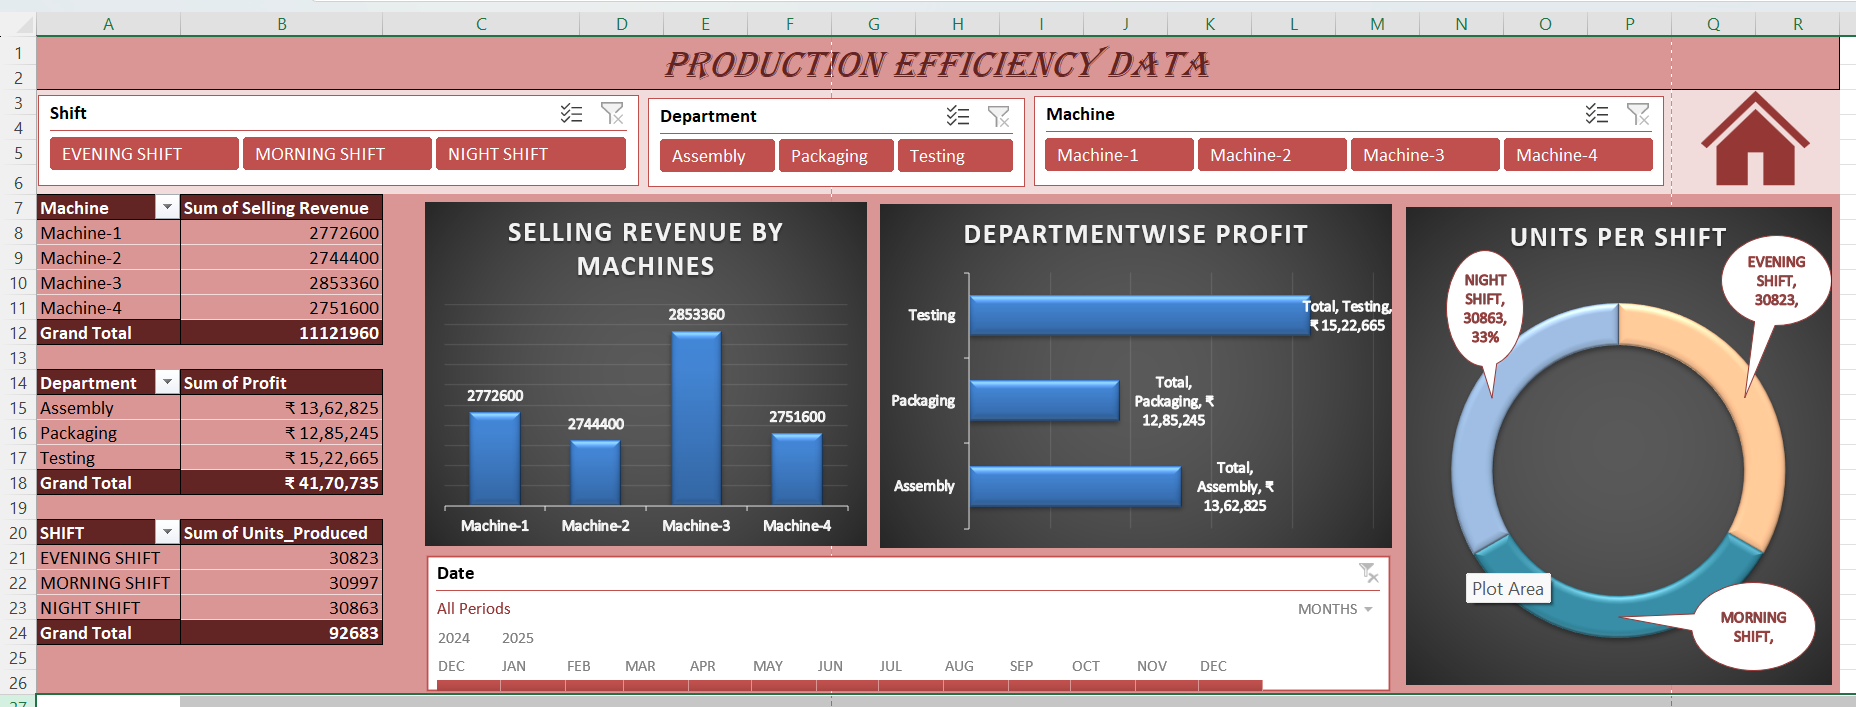 A B C D E F G H I J K L M N O P Q R
1
2
PRODUCTION EFFICIENCY DATA
3
4
5
6
Shift
EVENING SHIFT MORNING SHIFT NIGHT SHIFT
Department
Assembly Packaging Testing
Machine
Machine-1 Machine-2 Machine-3 Machine-4
7 Machine Sum of Selling Revenue
8 Machine-1 2772600
9 Machine-2 2744400
10 Machine-3 2853360
11 Machine-4 2751600
12 Grand Total 11121960
13
14 Department Sum of Profit
15 Assembly ₹ 13,62,825
16 Packaging ₹ 12,85,245
17 Testing ₹ 15,22,665
18 Grand Total ₹ 41,70,735
19
20 SHIFT Sum of Units_Produced
21 EVENING SHIFT 30823
22 MORNING SHIFT 30997
23 NIGHT SHIFT 30863
24 Grand Total 92683
25
26
27
SELLING REVENUE BY
MACHINES
2772600
2744400
2853360
2751600
Machine-1 Machine-2 Machine-3 Machine-4
DEPARTMENTWISE PROFIT
Testing
Total, Testing,
₹ 15,22,665
Packaging
Total,
Packaging, ₹
12,85,245
Assembly
Total,
Assembly, ₹
13,62,825
UNITS PER SHIFT
NIGHT
SHIFT,
30863,
33%
EVENING
SHIFT,
30823,
Plot Area
MORNING
SHIFT,
Date
All Periods MONTHS
2024 2025
DEC JAN FEB MAR APR MAY JUN JUL AUG SEP OCT NOV DEC